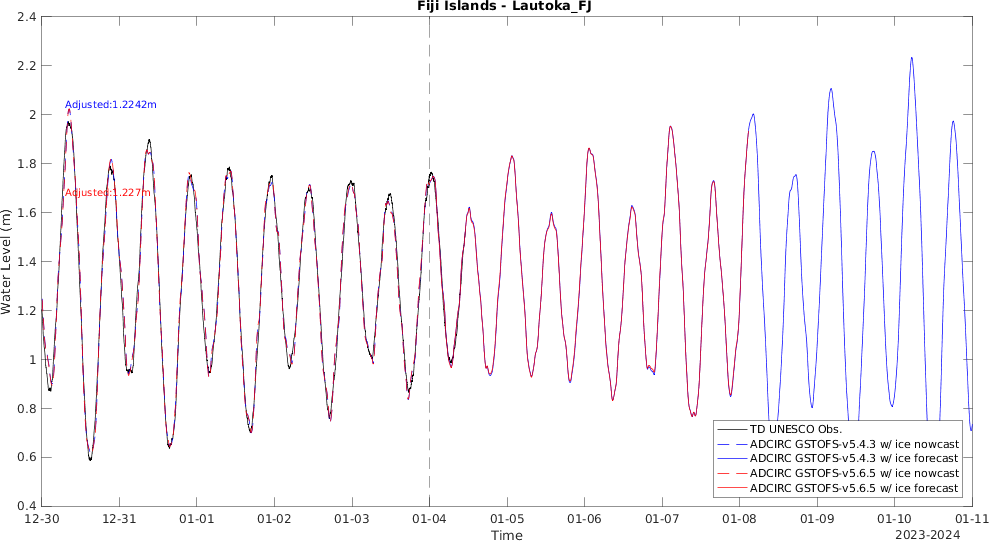 Fiji Islands - Lautoka_FJ
2.4
2.2
2
1.8
1.6
1.4
1.2
1
0.8
0.6
0.4
Water Level (m)
Adjusted:1.2242m
Adjusted:1.227m
TD UNESCO Obs.
ADCIRC GSTOFS-v5.4.3 w/ ice nowcast
ADCIRC GSTOFS-v5.4.3 w/ ice forecast
ADCIRC GSTOFS-v5.6.5 w/ ice nowcast
ADCIRC GSTOFS-v5.6.5 w/ ice forecast
12-30 12-31 01-01 01-02 01-03 01-04 01-05 01-06 01-07 01-08 01-09 01-10 01-11
Time
2023-2024